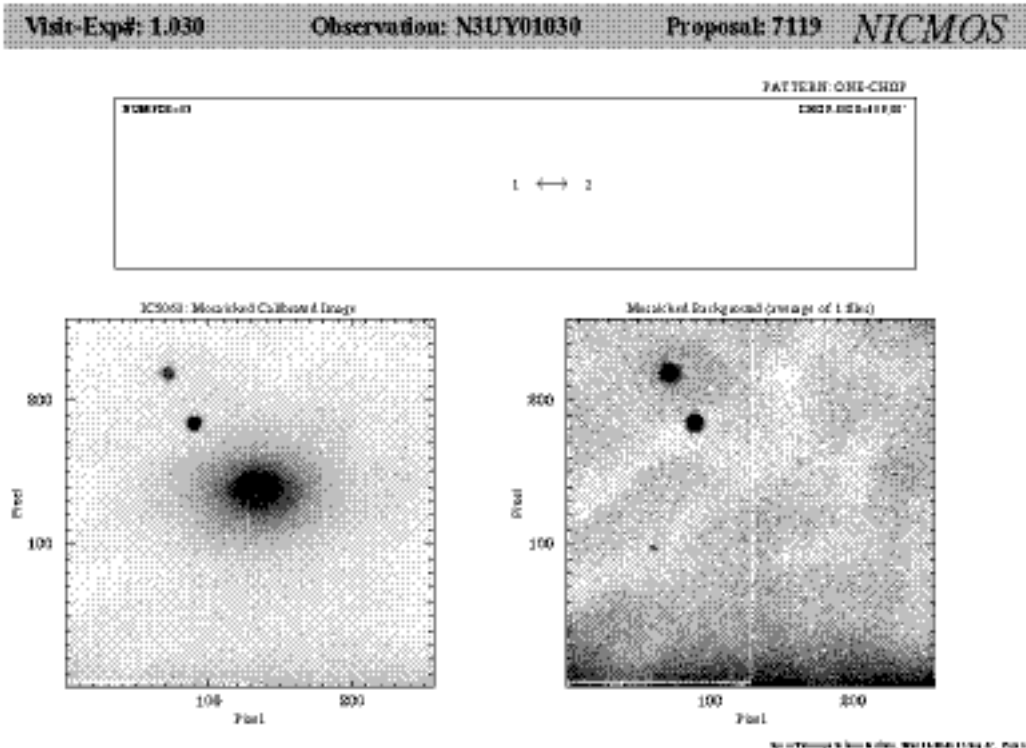 Visit-Exp#: 1.030 Observation: N3UY01030 Proposal: 7119 NICMOS
PATTERN: ONE-CHOP
1 ⟷ 2
Mosaicked Calibrated Image
Mosaicked Background (average of 1 files)
200
100
Pixel
100 200
Pixel
200
100
Pixel
100 200
Pixel